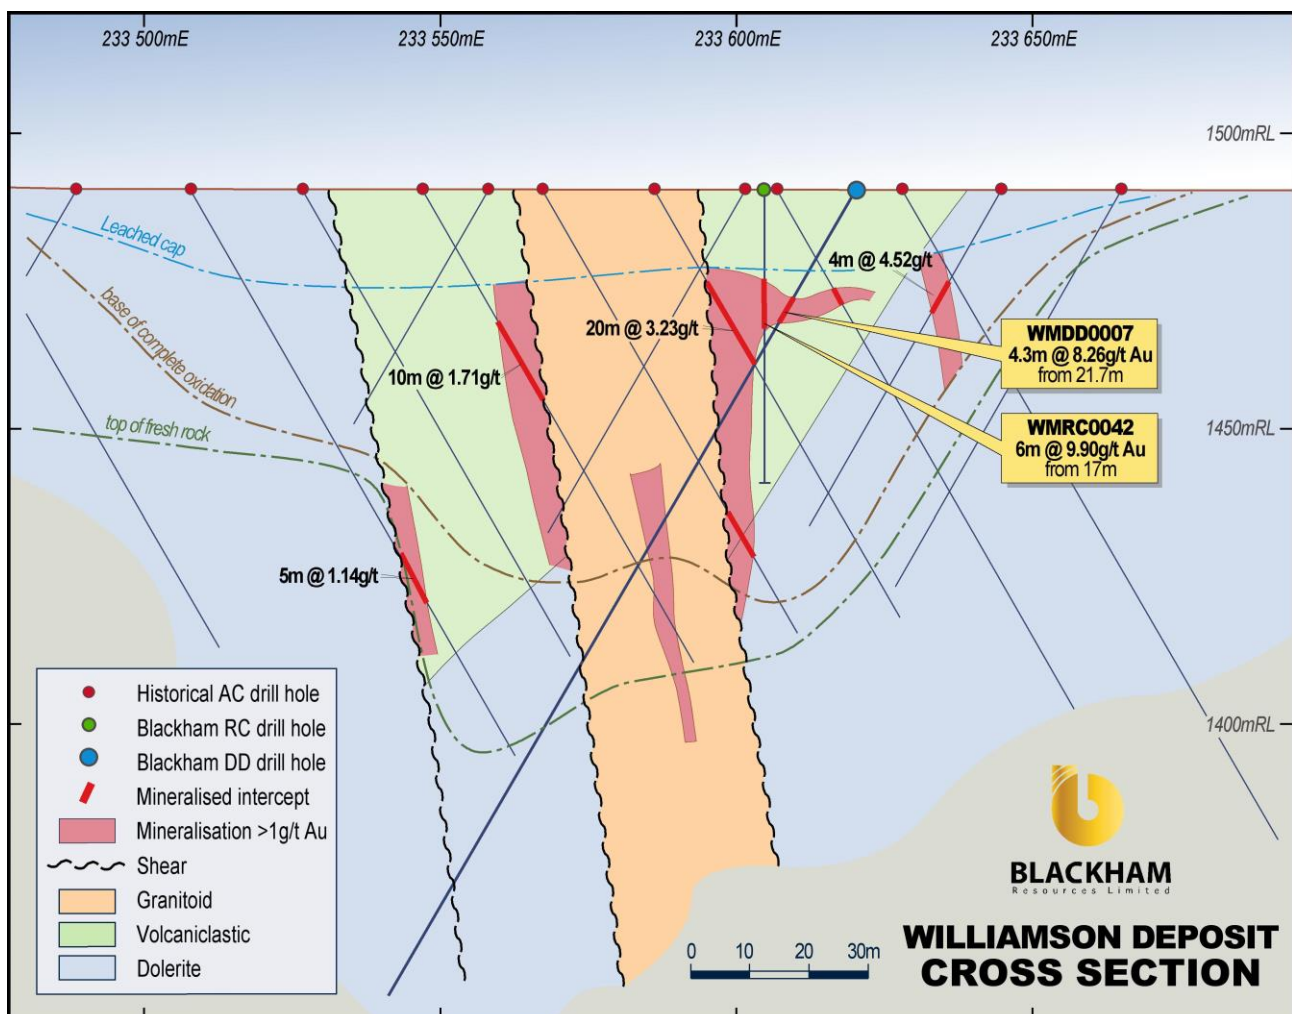 233 500mE
233 550mE
233 600mE
233 650mE
1500mRL
Leached cap
4m @ 4.52g/t
base of complete oxidation
20m @ 3.23g/t
WMDD0007
4.3m @ 8.26g/t Au
from 21.7m
10m @ 1.71g/t
top of fresh rock
1450mRL
WMRC0042
6m @ 9.90g/t Au
from 17m
5m @ 1.14g/t
Historical AC drill hole
Blackham RC drill hole
1400mRL
Blackham DD drill hole
Mineralised intercept
Mineralisation >1g/t Au
Shear
Granitoid
Volcaniclastic
Dolerite
BLACKHAM
Resources Limited
0 10 20 30m
WILLIAMSON DEPOSIT
CROSS SECTION